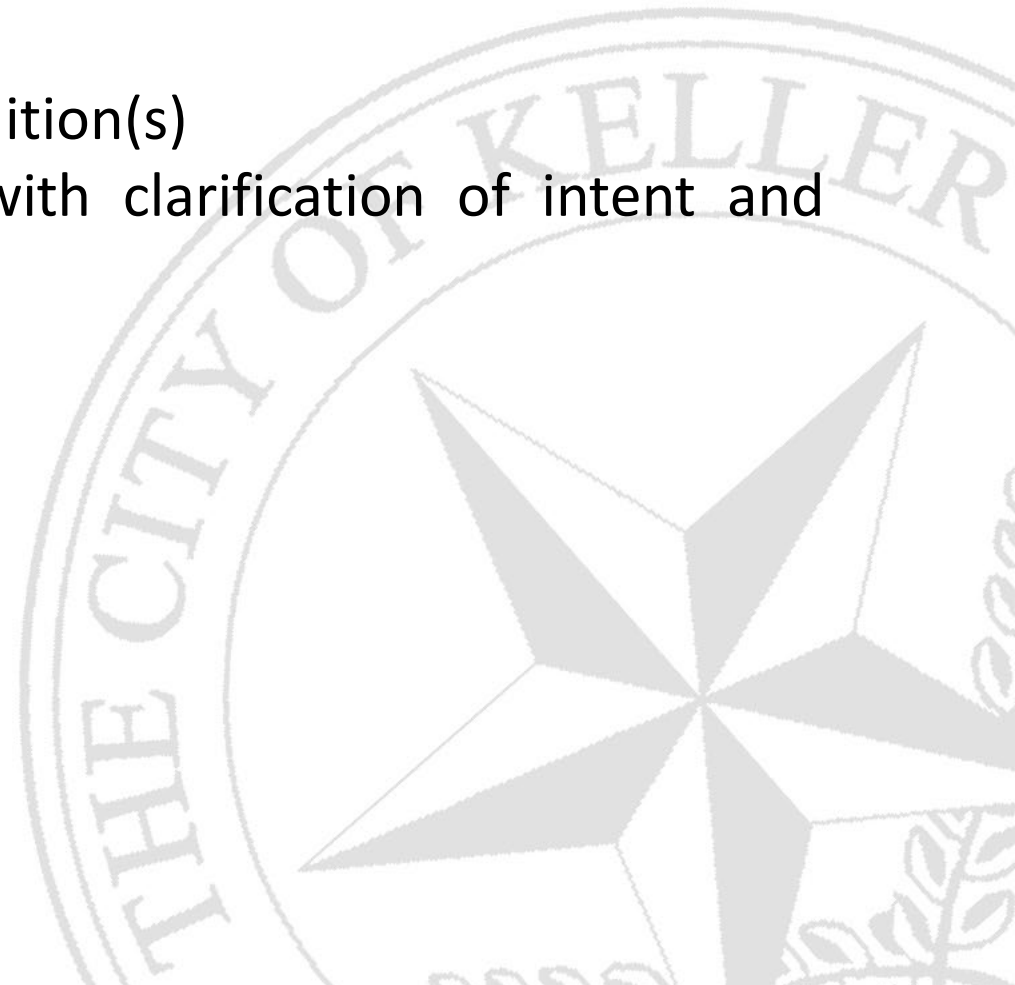 ition(s)
with clarification of intent and
THE CITY OF KELLER